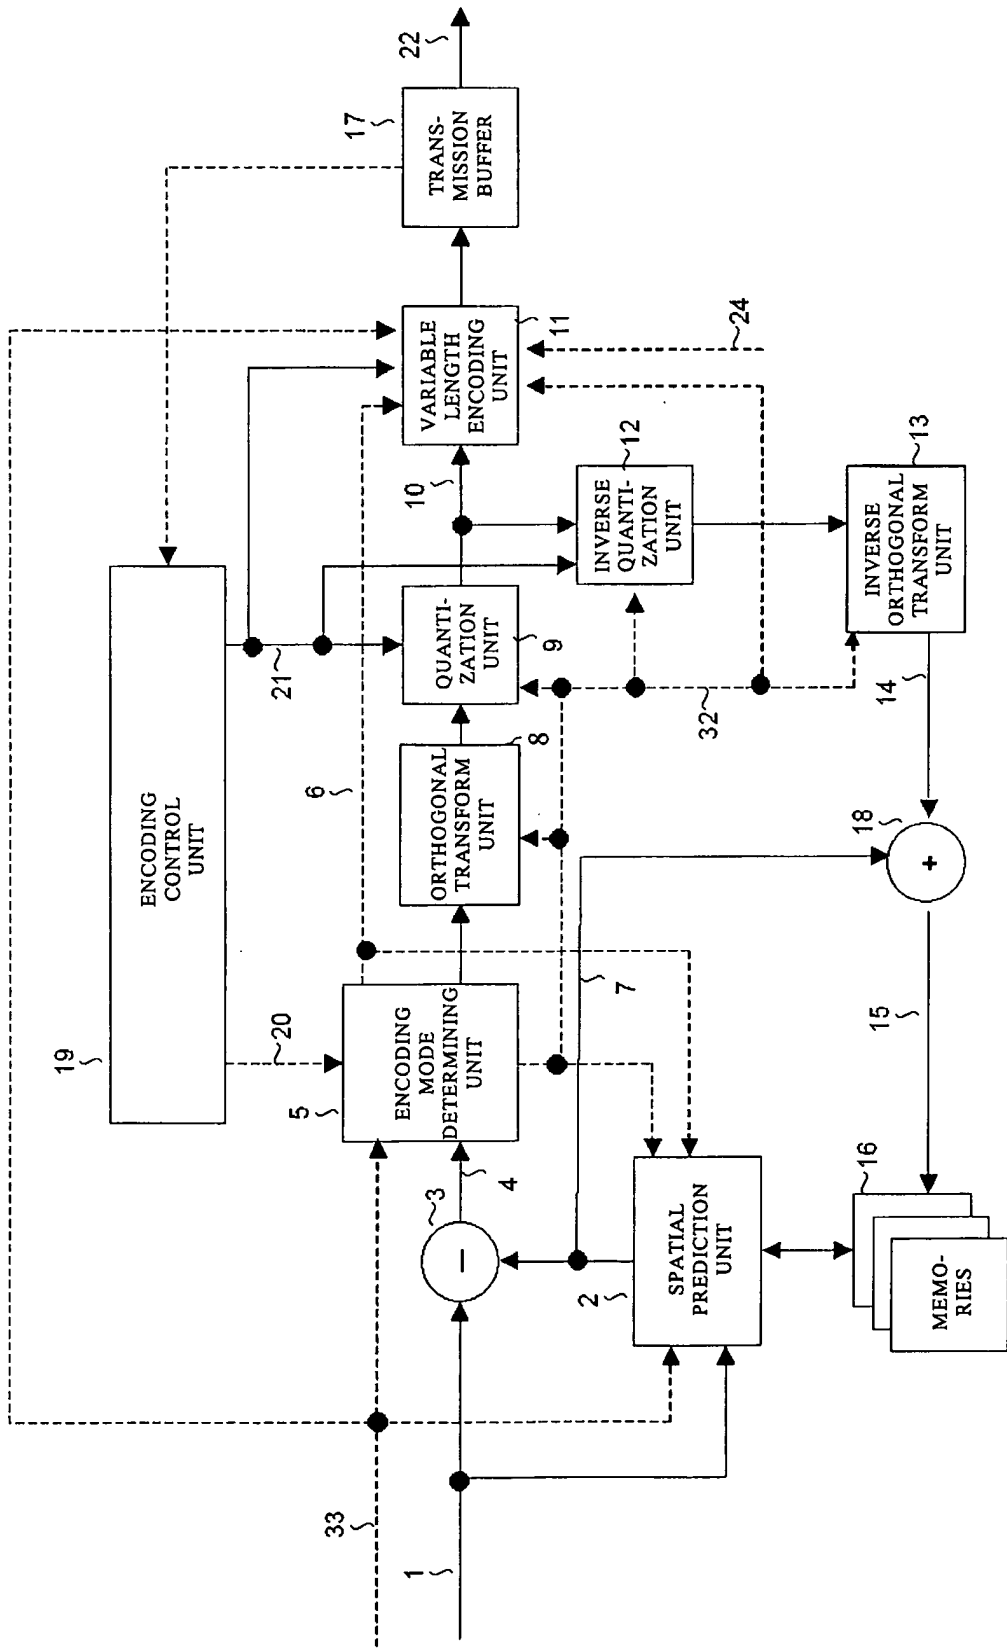 33
1
19
ENCODING
CONTROL
UNIT
20
21
5
ENCODING
MODE
DETERMINING
UNIT
6
3
4
−
8
ORTHOGONAL
TRANSFORM
UNIT
QUANTI-
ZATION
UNIT
9
10
VARIABLE
LENGTH
ENCODING
UNIT
11
17
TRANS-
MISSION
BUFFER
22
24
2
SPATIAL
PREDICTION
UNIT
7
32
INVERSE
QUANTI-
ZATION
UNIT
12
INVERSE
ORTHOGONAL
TRANSFORM
UNIT
13
14
18
+
15
16
MEMO-
RIES